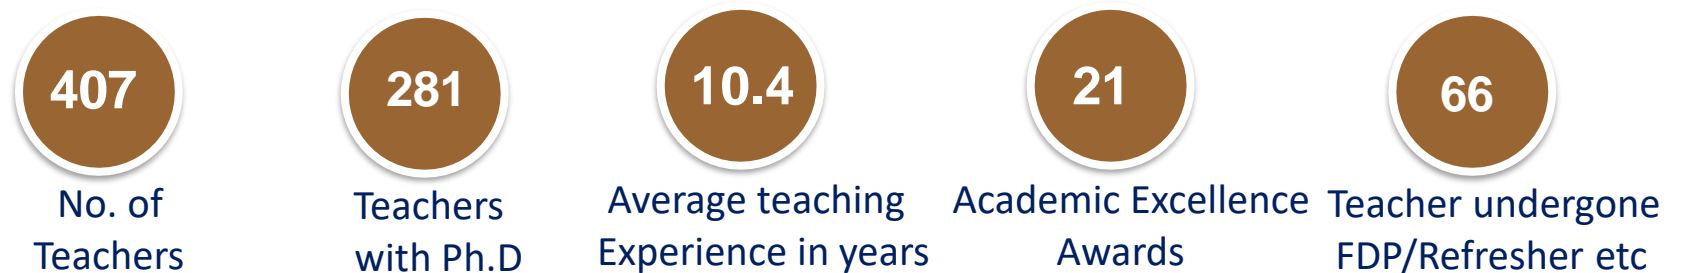 407
No. of
Teachers
281
Teachers
with Ph.D
10.4
Average teaching
Experience in years
21
Academic Excellence
Awards
66
Teacher undergone
FDP/Refresher etc